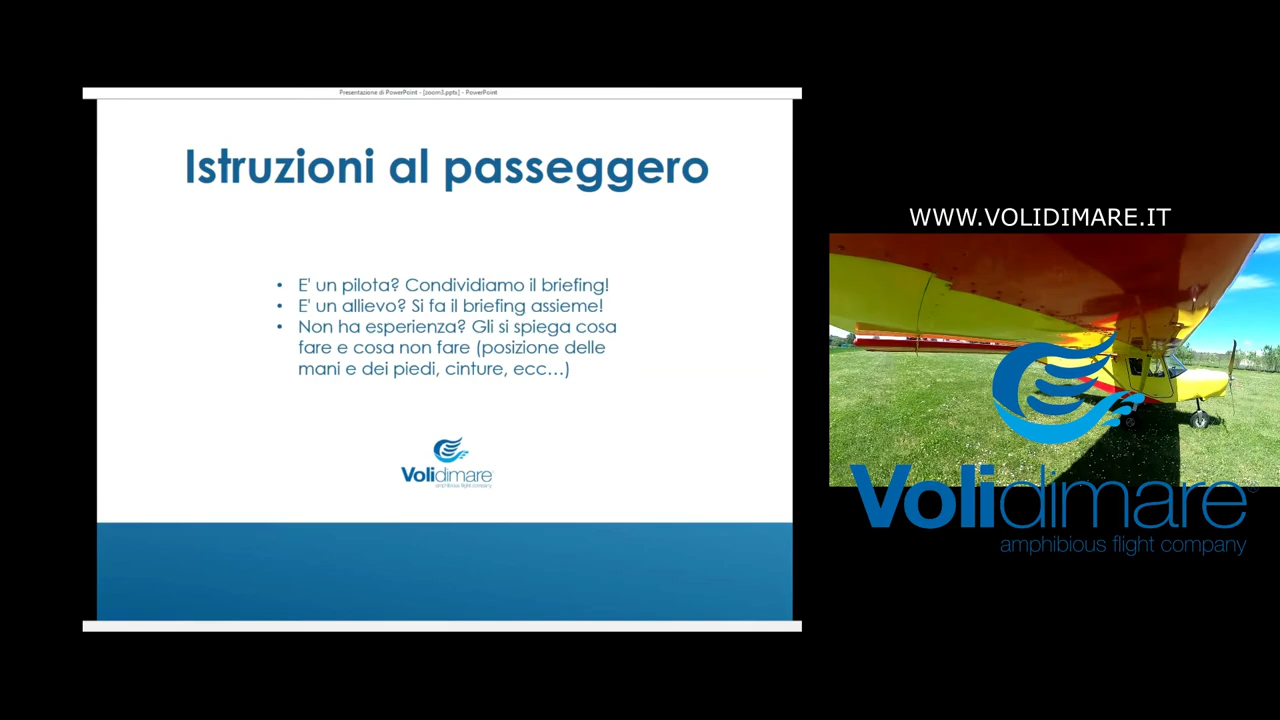 Presentazione di PowerPoint - [zoom3.pptx] - PowerPoint
Istruzioni al passeggero
• E' un pilota? Condividiamo il briefing!
• E' un allievo? Si fa il briefing assieme!
• Non ha esperienza? Gli si spiega cosa
fare e cosa non fare (posizione delle
mani e dei piedi, cinture, ecc...)
Volidimare
amphibious flight company
WWW.VOLIDIMARE.IT
Volidimare®
amphibious flight company